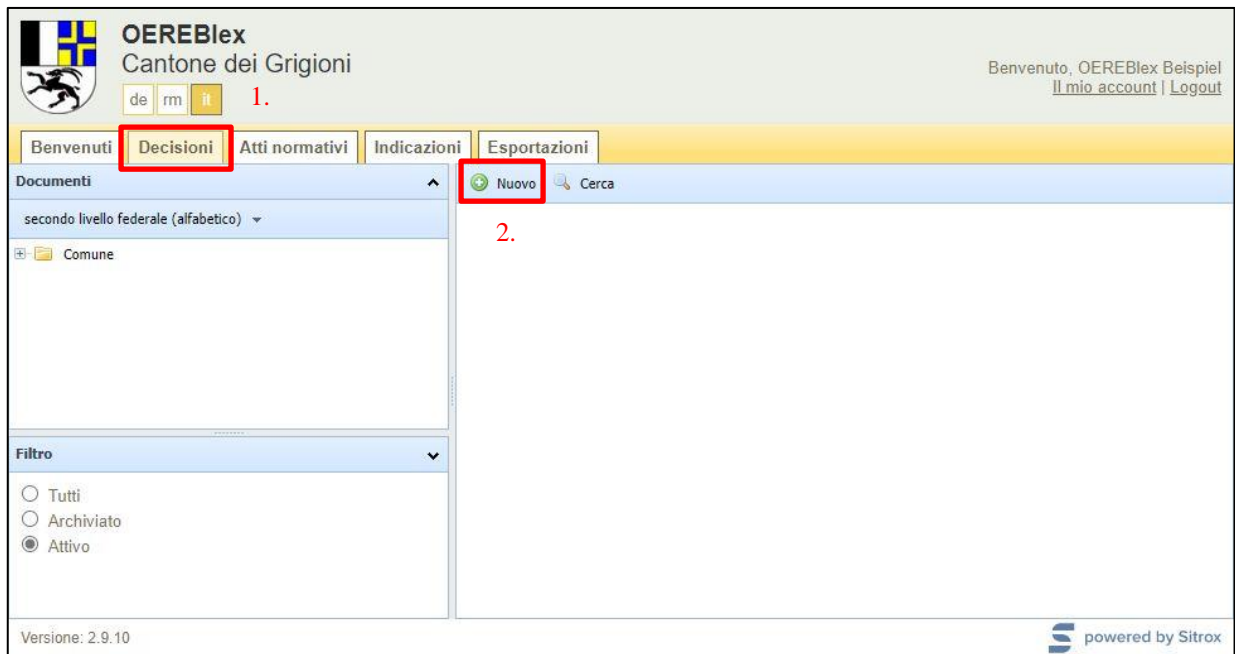 OEREBlex
Cantone dei Grigioni
de rm it 1.
Benvenuto, OEREBlex Beispiel
Il mio account | Logout
Benvenuti Decisioni Atti normativi Indicazioni Esportazioni
Documenti
Nuovo Cerca
secondo livello federale (alfabetico)
2.
Comune
Filtro
Tutti
Archiviato
Attivo
Versione: 2.9.10
powered by Sitrox